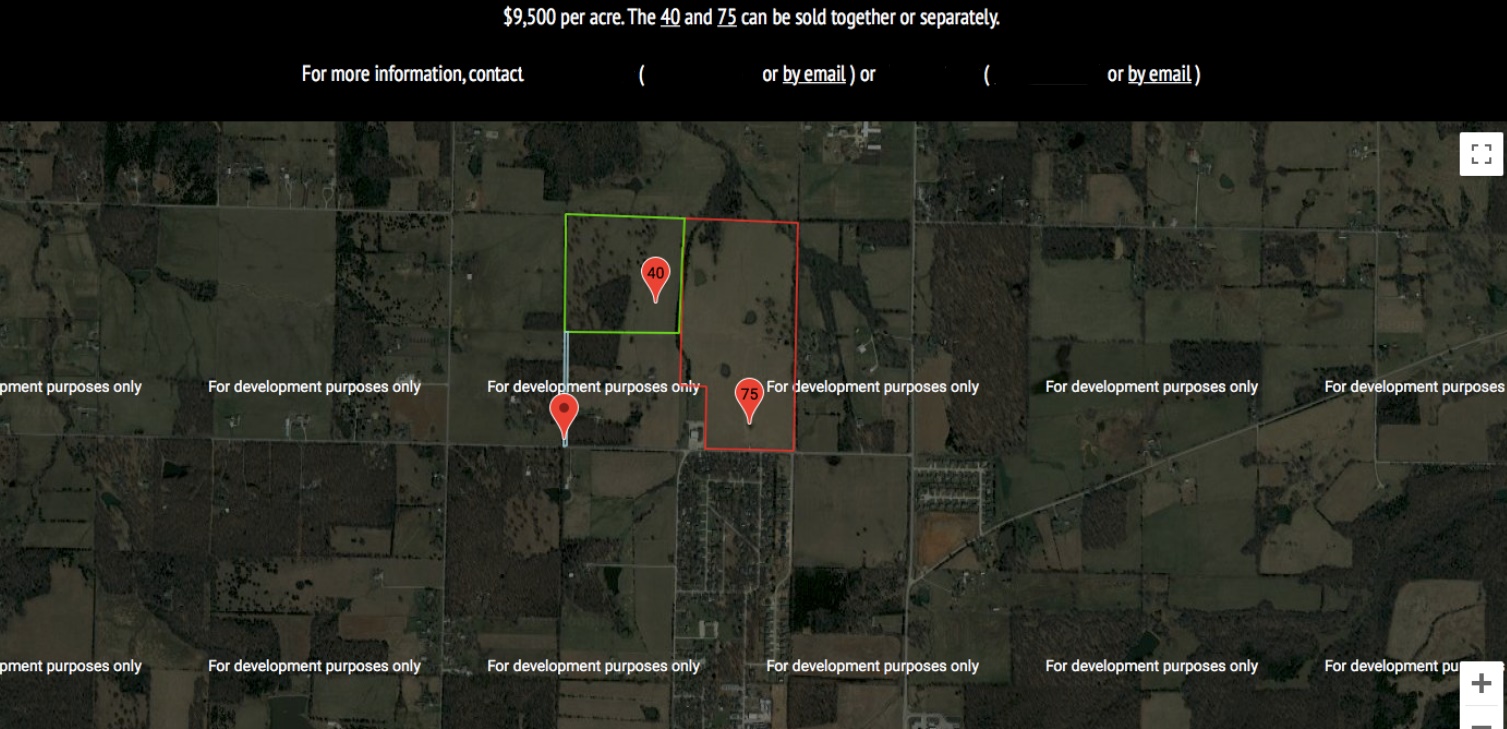 $9,500 per acre. The 40 and 75 can be sold together or separately.
For more information, contact ( or by email ) or ( or by email )
40
pment purposes only For development purposes only For development purposes only For development purposes only For development purposes only For development purposes
75
pment purposes only For development purposes only For development purposes only For development purposes only For development purposes only For development pu